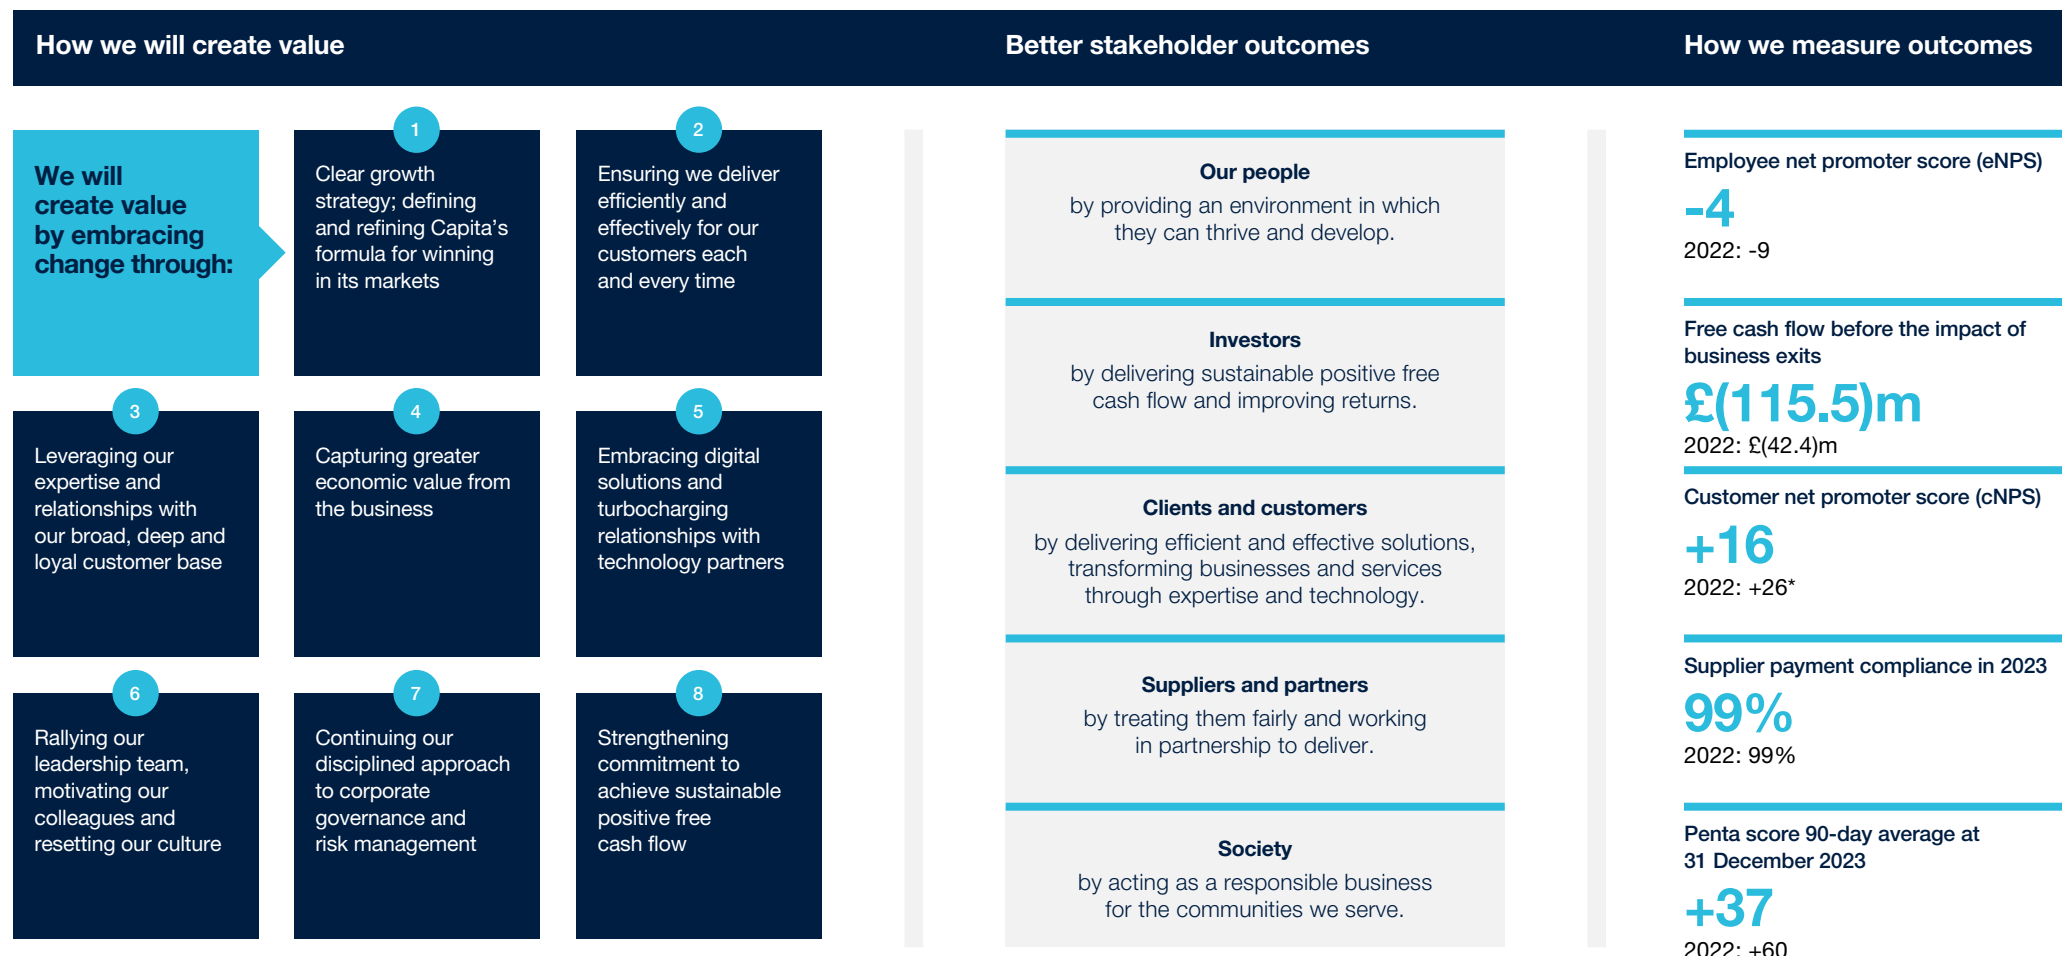 How we will create value
Better stakeholder outcomes
How we measure outcomes
We will
create value
by embracing
change through:
1
Clear growth
strategy; defining
and refining Capita’s
formula for winning
in its markets
2
Ensuring we deliver
efficiently and
effectively for our
customers each
and every time
3
Leveraging our
expertise and
relationships with
our broad, deep and
loyal customer base
4
Capturing greater
economic value from
the business
5
Embracing digital
solutions and
turbocharging
relationships with
technology partners
6
Rallying our
leadership team,
motivating our
colleagues and
resetting our culture
7
Continuing our
disciplined approach
to corporate
governance and
risk management
8
Strengthening
commitment to
achieve sustainable
positive free
cash flow
Our people
by providing an environment in which
they can thrive and develop.
Investors
by delivering sustainable positive free
cash flow and improving returns.
Clients and customers
by delivering efficient and effective solutions,
transforming businesses and services
through expertise and technology.
Suppliers and partners
by treating them fairly and working
in partnership to deliver.
Society
by acting as a responsible business
for the communities we serve.
Employee net promoter score (eNPS)
-4
2022: -9
Free cash flow before the impact of
business exits
£(115.5)m
2022: £(42.4)m
Customer net promoter score (cNPS)
+16
2022: +26*
Supplier payment compliance in 2023
99%
2022: 99%
Penta score 90-day average at
31 December 2023
+37
2022: +60